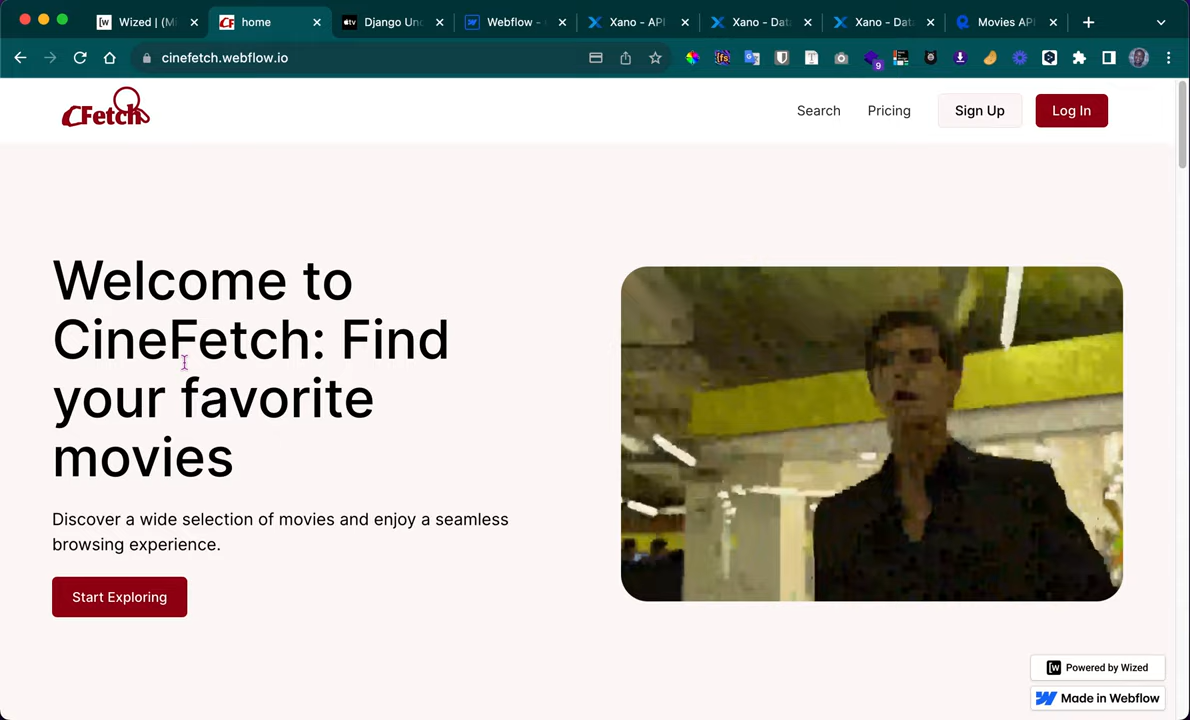 Wized | (Mi
home
Django Un
Webflow -
Xano - API
Xano - Dat
Xano - Dat
Movies API
cinefetch.webflow.io
9
CFetch
Search
Pricing
Sign Up
Log In
Welcome to
CineFetch: Find
your favorite
movies
Discover a wide selection of movies and enjoy a seamless
browsing experience.
Start Exploring
Powered by Wized
Made in Webflow